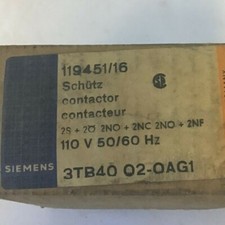 119451/16
Schütz
contactor
contacteur
2S + 2Ö 2NO + 2NC 2NO + 2NF
110 V 50/60 Hz
SIEMENS 3TB40 02-0AG1